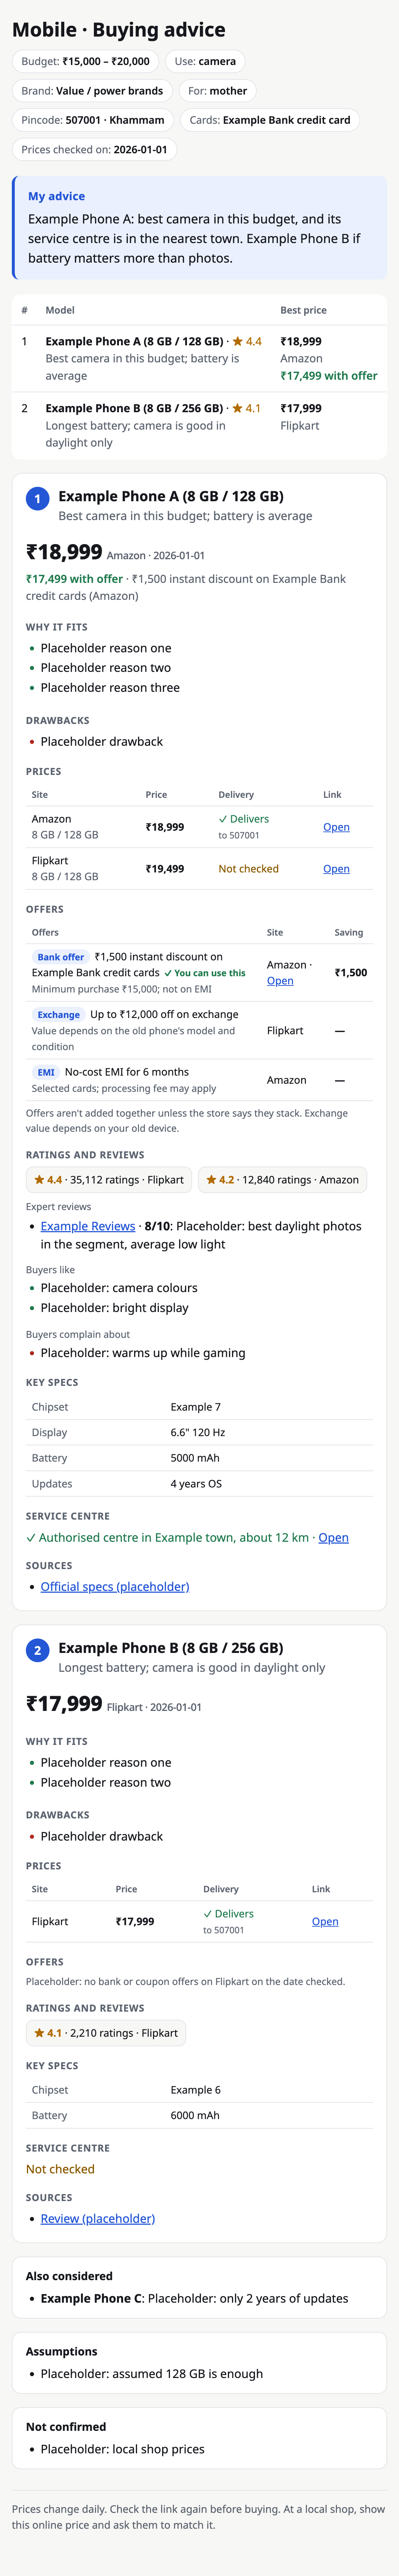 Mobile · Buying advice
Budget: ₹15,000 – ₹20,000
Use: camera
Brand: Value / power brands
For: mother
Pincode: 507001 · Khammam
Cards: Example Bank credit card
Prices checked on: 2026-01-01
My advice
Example Phone A: best camera in this budget, and its
service centre is in the nearest town. Example Phone B if
battery matters more than photos.
# Model Best price
1 Example Phone A (8 GB / 128 GB) · ★ 4.4 ₹18,999
Best camera in this budget; battery is Amazon
average ₹17,499 with offer
2 Example Phone B (8 GB / 256 GB) · ★ 4.1 ₹17,999
Longest battery; camera is good in Flipkart
daylight only
1 Example Phone A (8 GB / 128 GB)
Best camera in this budget; battery is average
₹18,999 Amazon · 2026-01-01
₹17,499 with offer · ₹1,500 instant discount on Example Bank
credit cards (Amazon)
WHY IT FITS
• Placeholder reason one
• Placeholder reason two
• Placeholder reason three
DRAWBACKS
• Placeholder drawback
PRICES
Site Price Delivery Link
Amazon ₹18,999 ✓ Delivers Open
8 GB / 128 GB to 507001
Flipkart ₹19,499 Not checked Open
8 GB / 128 GB
OFFERS
Offers Site Saving
Bank offer ₹1,500 instant discount on
Example Bank credit cards ✓ You can use this
Minimum purchase ₹15,000; not on EMI
Amazon ·
Open
₹1,500
Exchange Up to ₹12,000 off on exchange
Value depends on the old phone's model and
condition
Flipkart
—
EMI No-cost EMI for 6 months
Selected cards; processing fee may apply
Amazon
—
Offers aren't added together unless the store says they stack. Exchange
value depends on your old device.
RATINGS AND REVIEWS
★ 4.4 · 35,112 ratings · Flipkart
★ 4.2 · 12,840 ratings · Amazon
Expert reviews
• Example Reviews · 8/10: Placeholder: best daylight photos
in the segment, average low light
Buyers like
• Placeholder: camera colours
• Placeholder: bright display
Buyers complain about
• Placeholder: warms up while gaming
KEY SPECS
Chipset Example 7
Display 6.6" 120 Hz
Battery 5000 mAh
Updates 4 years OS
SERVICE CENTRE
✓ Authorised centre in Example town, about 12 km · Open
SOURCES
• Official specs (placeholder)
2 Example Phone B (8 GB / 256 GB)
Longest battery; camera is good in daylight only
₹17,999 Flipkart · 2026-01-01
WHY IT FITS
• Placeholder reason one
• Placeholder reason two
DRAWBACKS
• Placeholder drawback
PRICES
Site Price Delivery Link
Flipkart ₹17,999 ✓ Delivers Open
to 507001
OFFERS
Placeholder: no bank or coupon offers on Flipkart on the date checked.
RATINGS AND REVIEWS
★ 4.1 · 2,210 ratings · Flipkart
KEY SPECS
Chipset Example 6
Battery 6000 mAh
SERVICE CENTRE
Not checked
SOURCES
• Review (placeholder)
Also considered
• Example Phone C: Placeholder: only 2 years of updates
Assumptions
• Placeholder: assumed 128 GB is enough
Not confirmed
• Placeholder: local shop prices
Prices change daily. Check the link again before buying. At a local shop, show
this online price and ask them to match it.